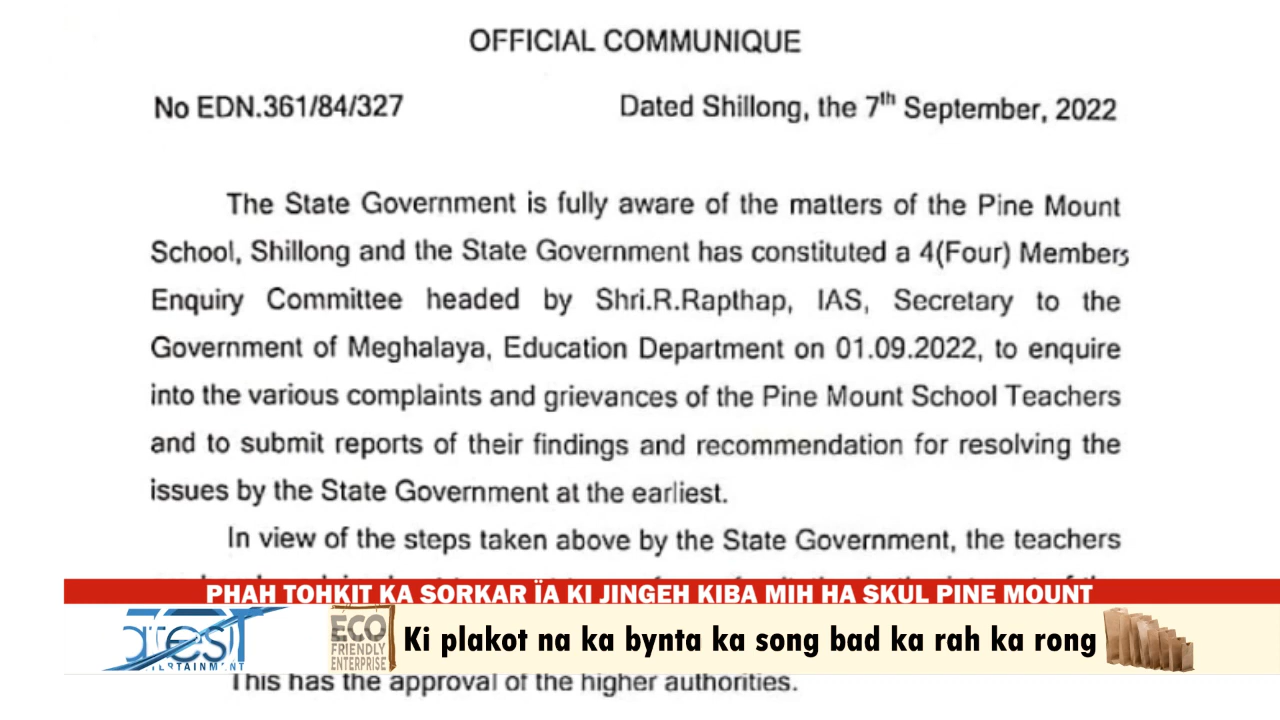 OFFICIAL COMMUNIQUE
No EDN.361/84/327 Dated Shillong, the 7th September, 2022
The State Government is fully aware of the matters of the Pine Mount
School, Shillong and the State Government has constituted a 4(Four) Members
Enquiry Committee headed by Shri.R.Rapthap, IAS, Secretary to the
Government of Meghalaya, Education Department on 01.09.2022, to enquire
into the various complaints and grievances of the Pine Mount School Teachers
and to submit reports of their findings and recommendation for resolving the
issues by the State Government at the earliest.
In view of the steps taken above by the State Government, the teachers
PHAH TOHKIT KA SORKAR ÏA KI JINGEH KIBA MIH HA SKUL PINE MOUNT
ECO
FRIENDLY
ENTERPRISE
Ki plakot na ka bynta ka song bad ka rah ka rong
This has the approval of the higher authorities.